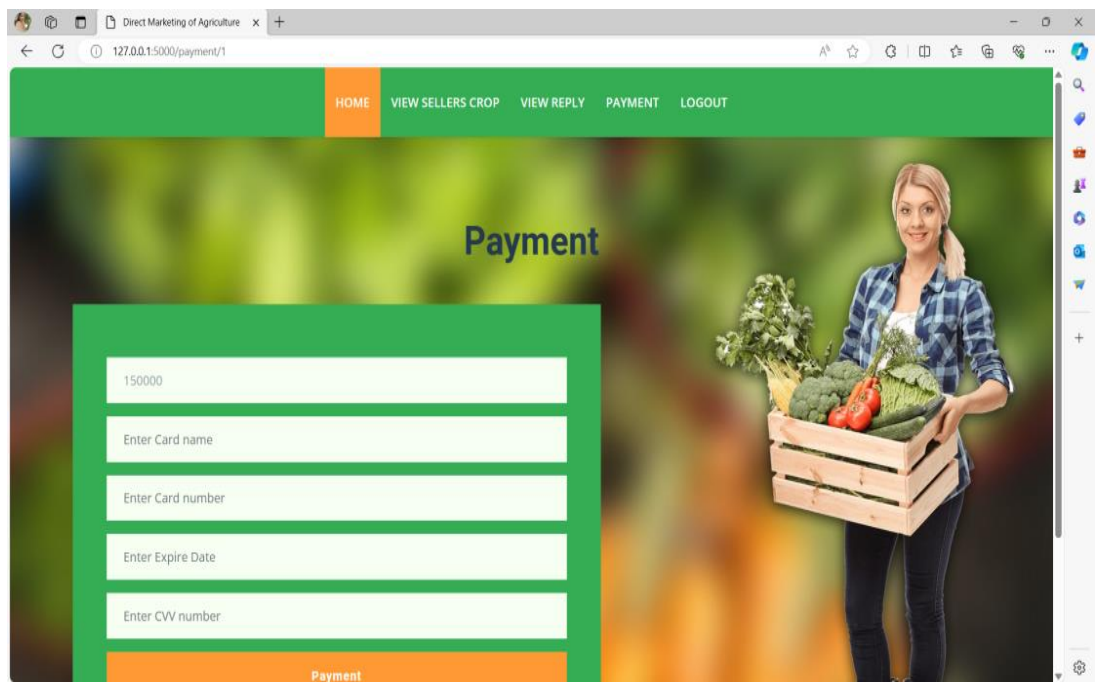 Direct Marketing of Agriculture
127.0.0.1:5000/payment/1
HOME VIEW SELLERS CROP VIEW REPLY PAYMENT LOGOUT
Payment
150000
Enter Card name
Enter Card number
Enter Expire Date
Enter CVV number
Payment